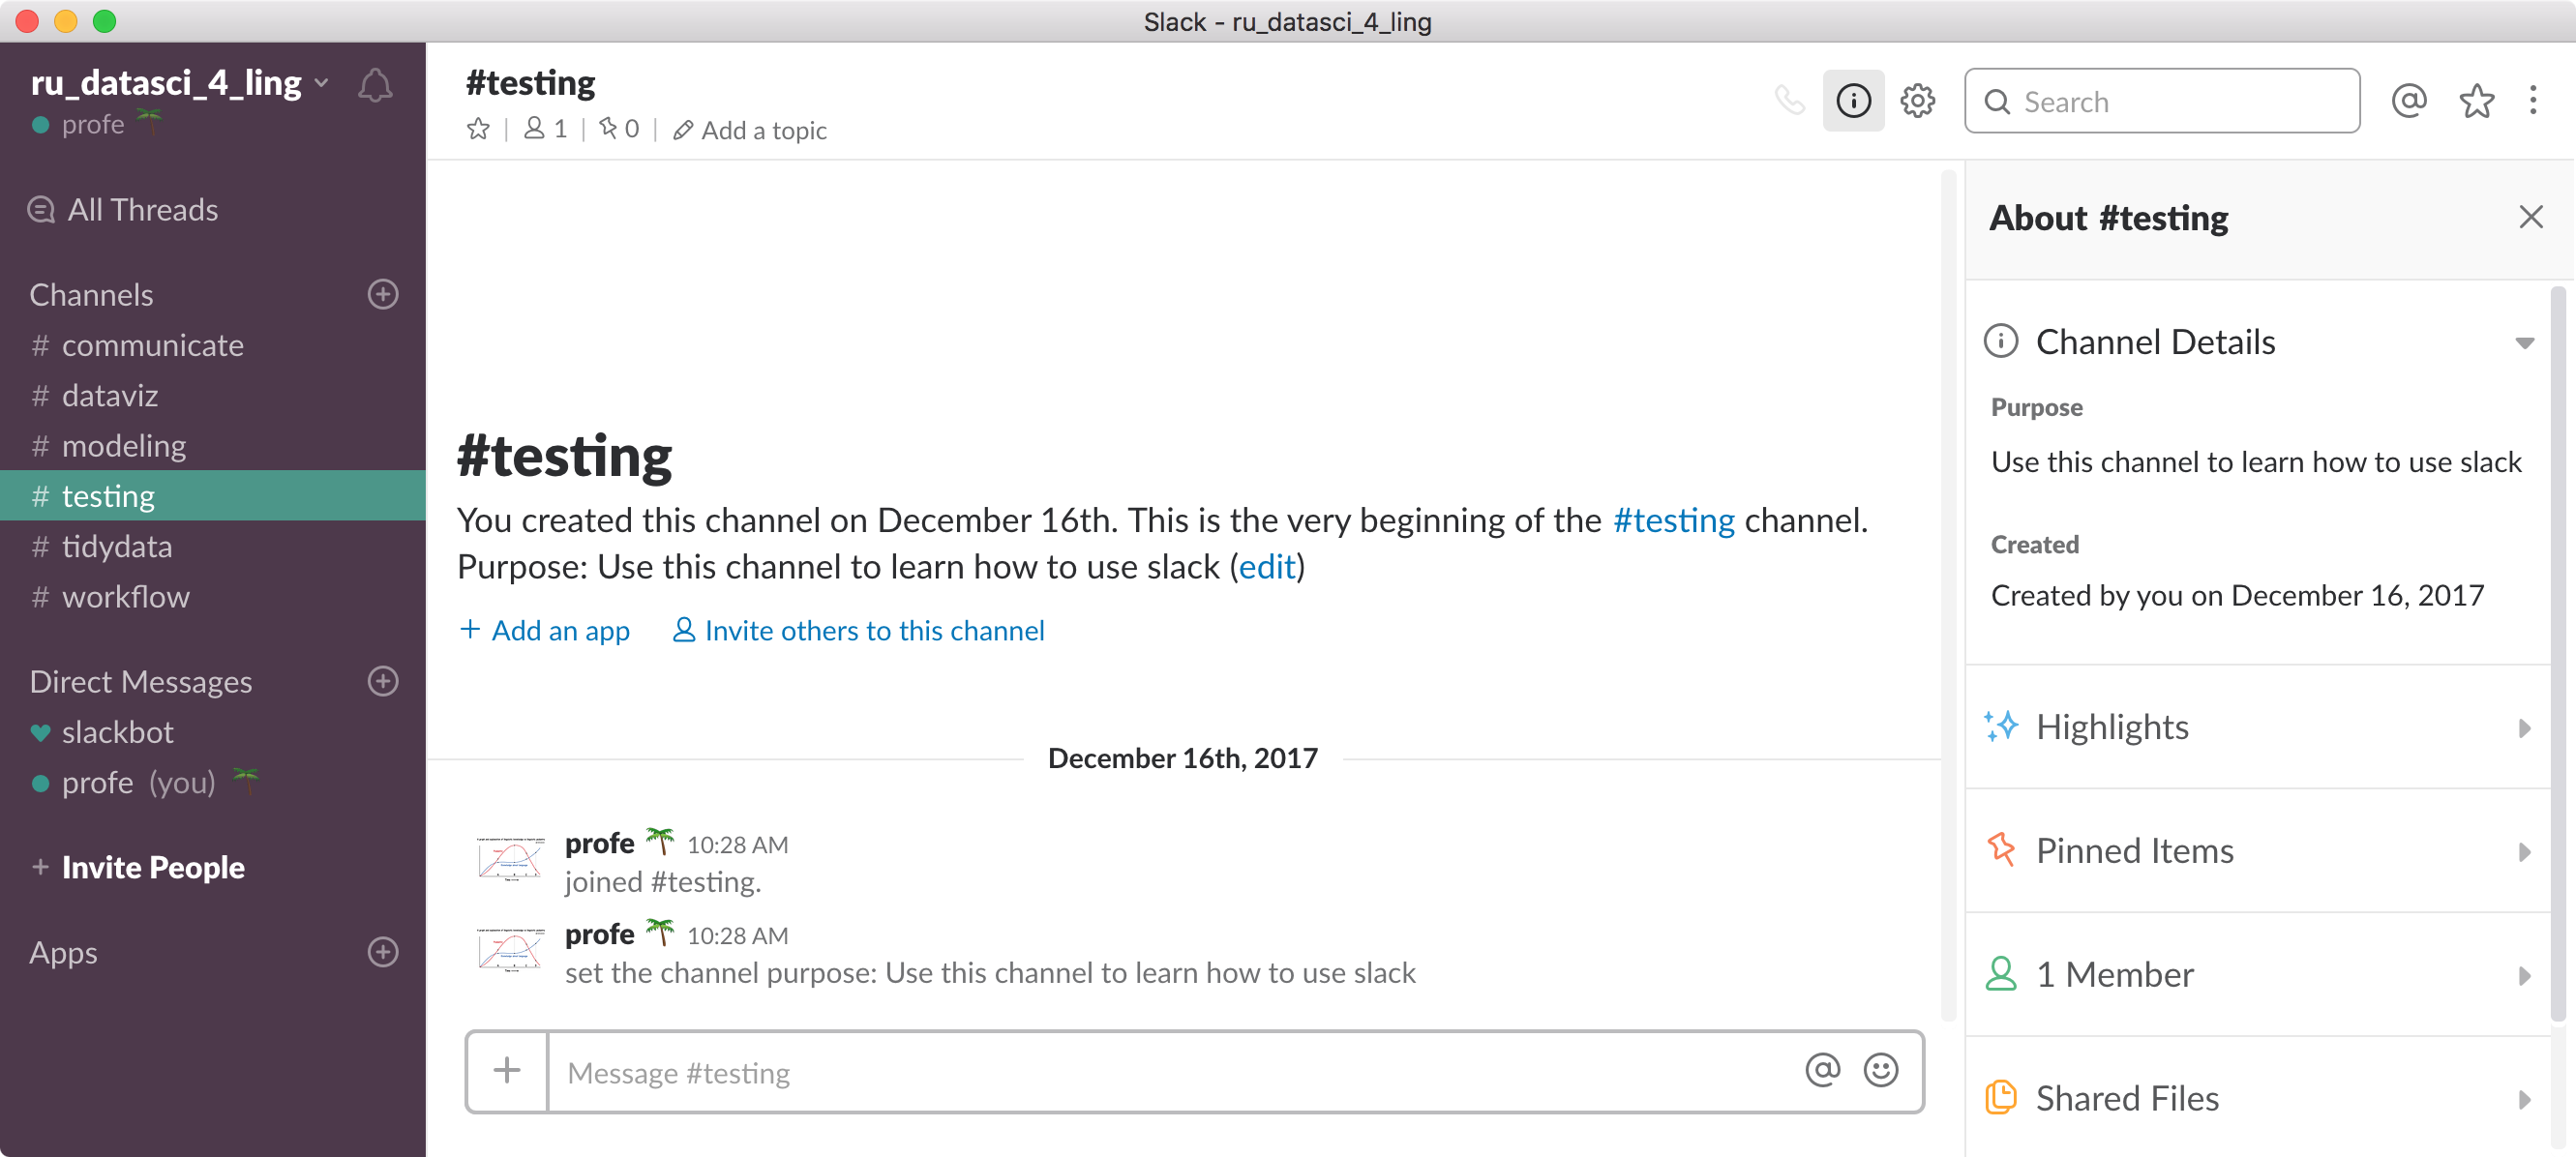 Slack - ru_datasci_4_ling
ru_datasci_4_ling
profe
All Threads
Channels
# communicate
# dataviz
# modeling
# testing
# tidydata
# workflow
Direct Messages
slackbot
profe (you)
+ Invite People
Apps
#testing
1 | 0 | Add a topic
Search
#testing
You created this channel on December 16th. This is the very beginning of the #testing channel.
Purpose: Use this channel to learn how to use slack (edit)
+ Add an app Invite others to this channel
December 16th, 2017
profe 10:28 AM
joined #testing.
profe 10:28 AM
set the channel purpose: Use this channel to learn how to use slack
Message #testing
About #testing
Channel Details
Purpose
Use this channel to learn how to use slack
Created
Created by you on December 16, 2017
Highlights
Pinned Items
1 Member
Shared Files